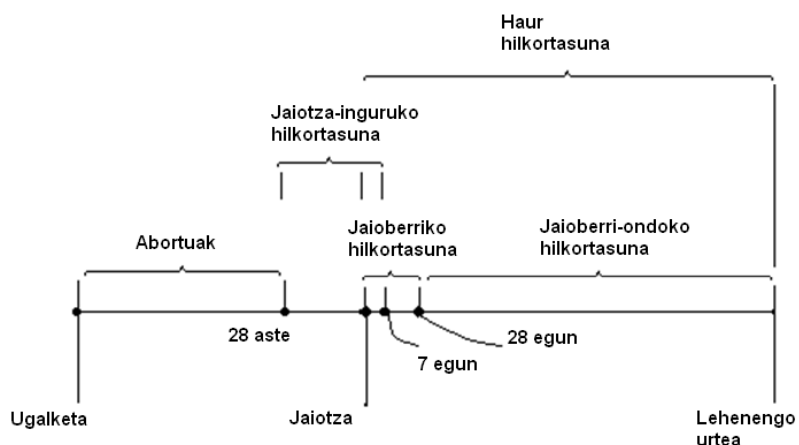 Haur
hilkortasuna
Jaiotza-inguruko
hilkortasuna
Abortuak
Jaioberriko
hilkortasuna
Jaioberri-ondoko
hilkortasuna
28 aste
7 egun
28 egun
Ugalketa
Jaiotza
Lehenengo
urtea